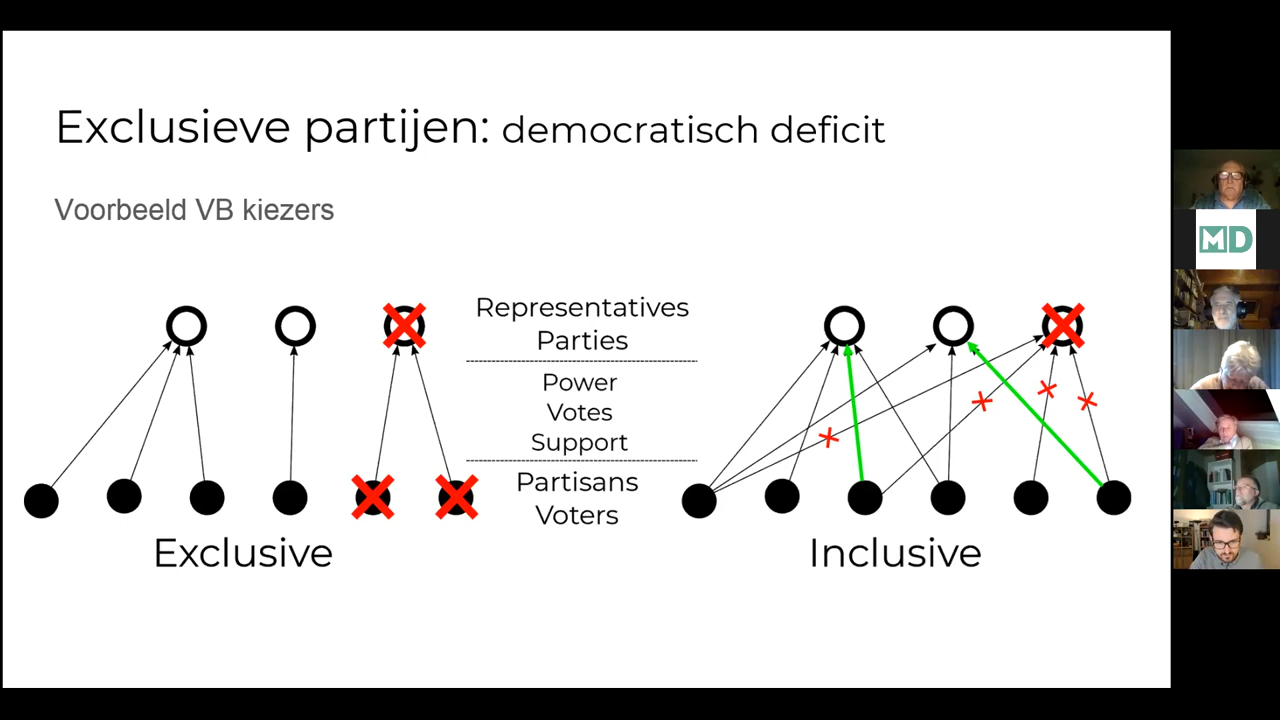 Exclusieve partijen: democratisch deficit
Voorbeeld VB kiezers
Representatives
Parties
Power
Votes
Support
Partisans
Voters
Exclusive
Inclusive
MD